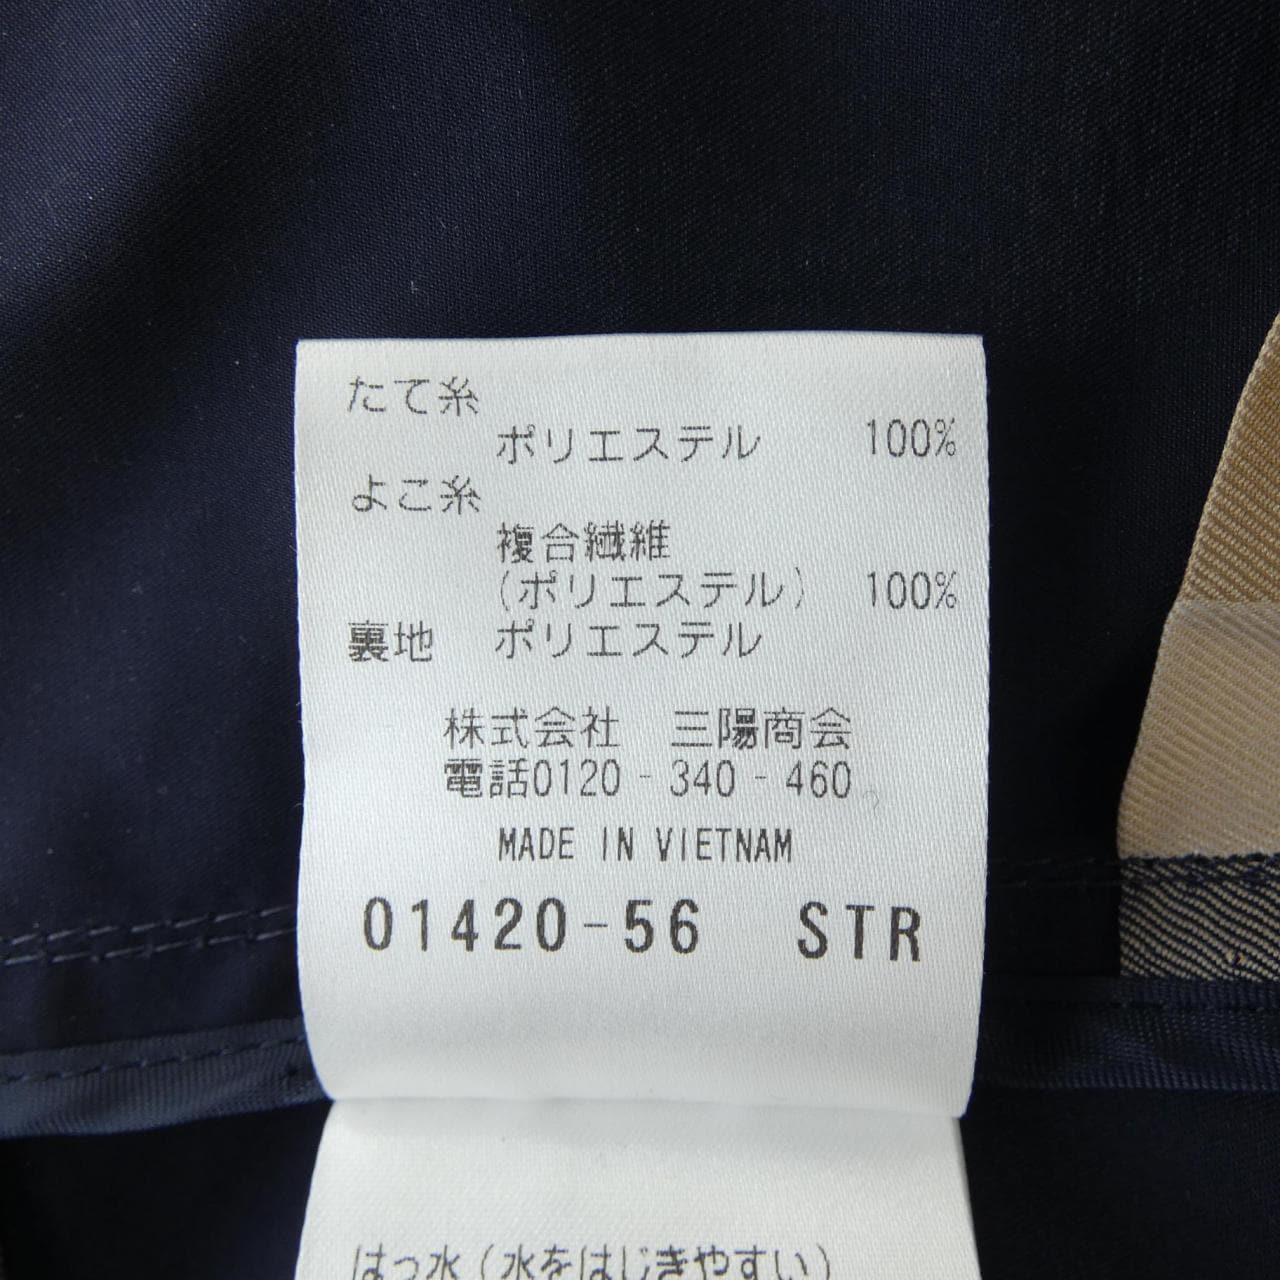 たて糸
ポリエステル 100%
よこ糸
複合繊維
(ポリエステル) 100%
裏地 ポリエステル
株式会社 三陽商会
電話0120-340-460
MADE IN VIETNAM
01420-56 STR
はっ水(水をはじきやすい)